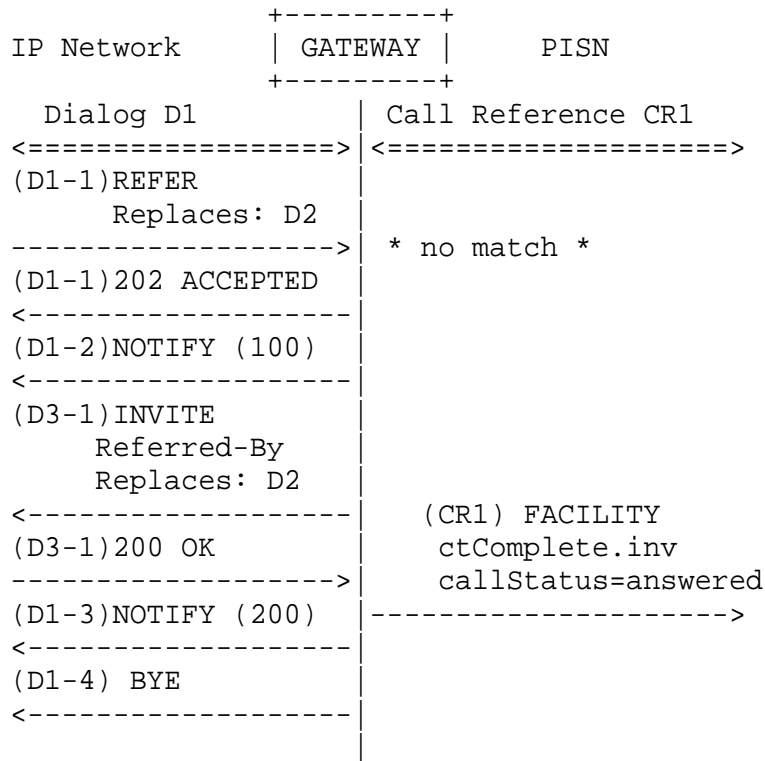 +---------+
IP Network      | GATEWAY |     PISN
                +---------+
  Dialog D1          | Call Reference CR1
<===================>|<=====================>
(D1-1)REFER          |
      Replaces: D2   |
-------------------->| * no match *
(D1-1)202 ACCEPTED   |
<--------------------|
(D1-2)NOTIFY (100)   |
<--------------------|
(D3-1)INVITE         |
     Referred-By     |
     Replaces: D2    |
<--------------------|   (CR1) FACILITY
(D3-1)200 OK         |    ctComplete.inv
-------------------->|    callStatus=answered
(D1-3)NOTIFY (200)   |--------------------->
<--------------------|
(D1-4) BYE           |
<--------------------|
                     |